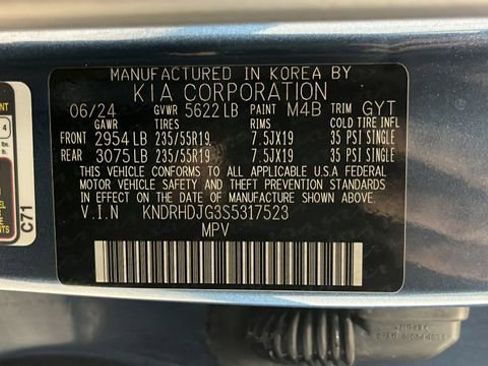 MANUFACTURED IN KOREA BY
KIA CORPORATION
06/24 GVWR 5622 LB PAINT M4B TRIM GYT
GAWR TIRES RIMS COLD TIRE INFL
FRONT 2954 LB 235/55R19 7.5JX19 35 PSI SINGLE
REAR 3075 LB 235/55R19 7.5JX19 35 PSI SINGLE
THIS VEHICLE CONFORMS TO ALL APPLICABLE U.S.A FEDERAL
MOTOR VEHICLE SAFETY AND THEFT PREVENTION STANDARDS
IN EFFECT ON THE DATE OF MANUFACTURE SHOWN ABOVE.
V.I.N KNDRHDJG3S5317523
MPV
4
C71